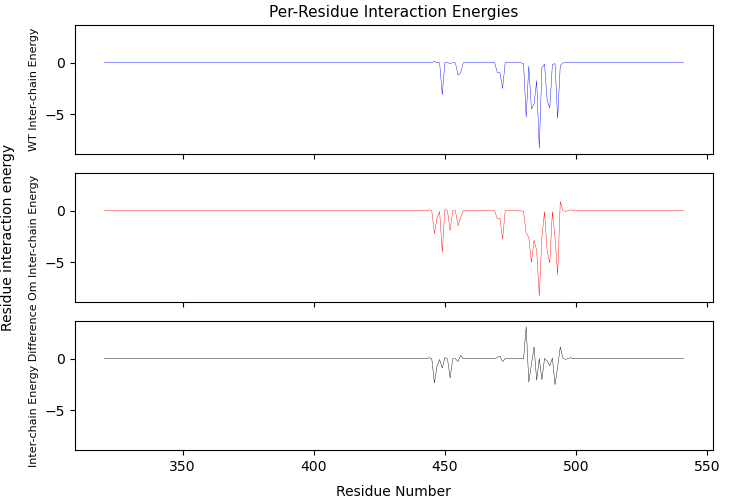 Per-Residue Interaction Energies
Residue interaction energy
WT Inter-chain Energy
0
−5
Om Inter-chain Energy
0
−5
Inter-chain Energy Difference
0
−5
350
400
450
500
550
Residue Number